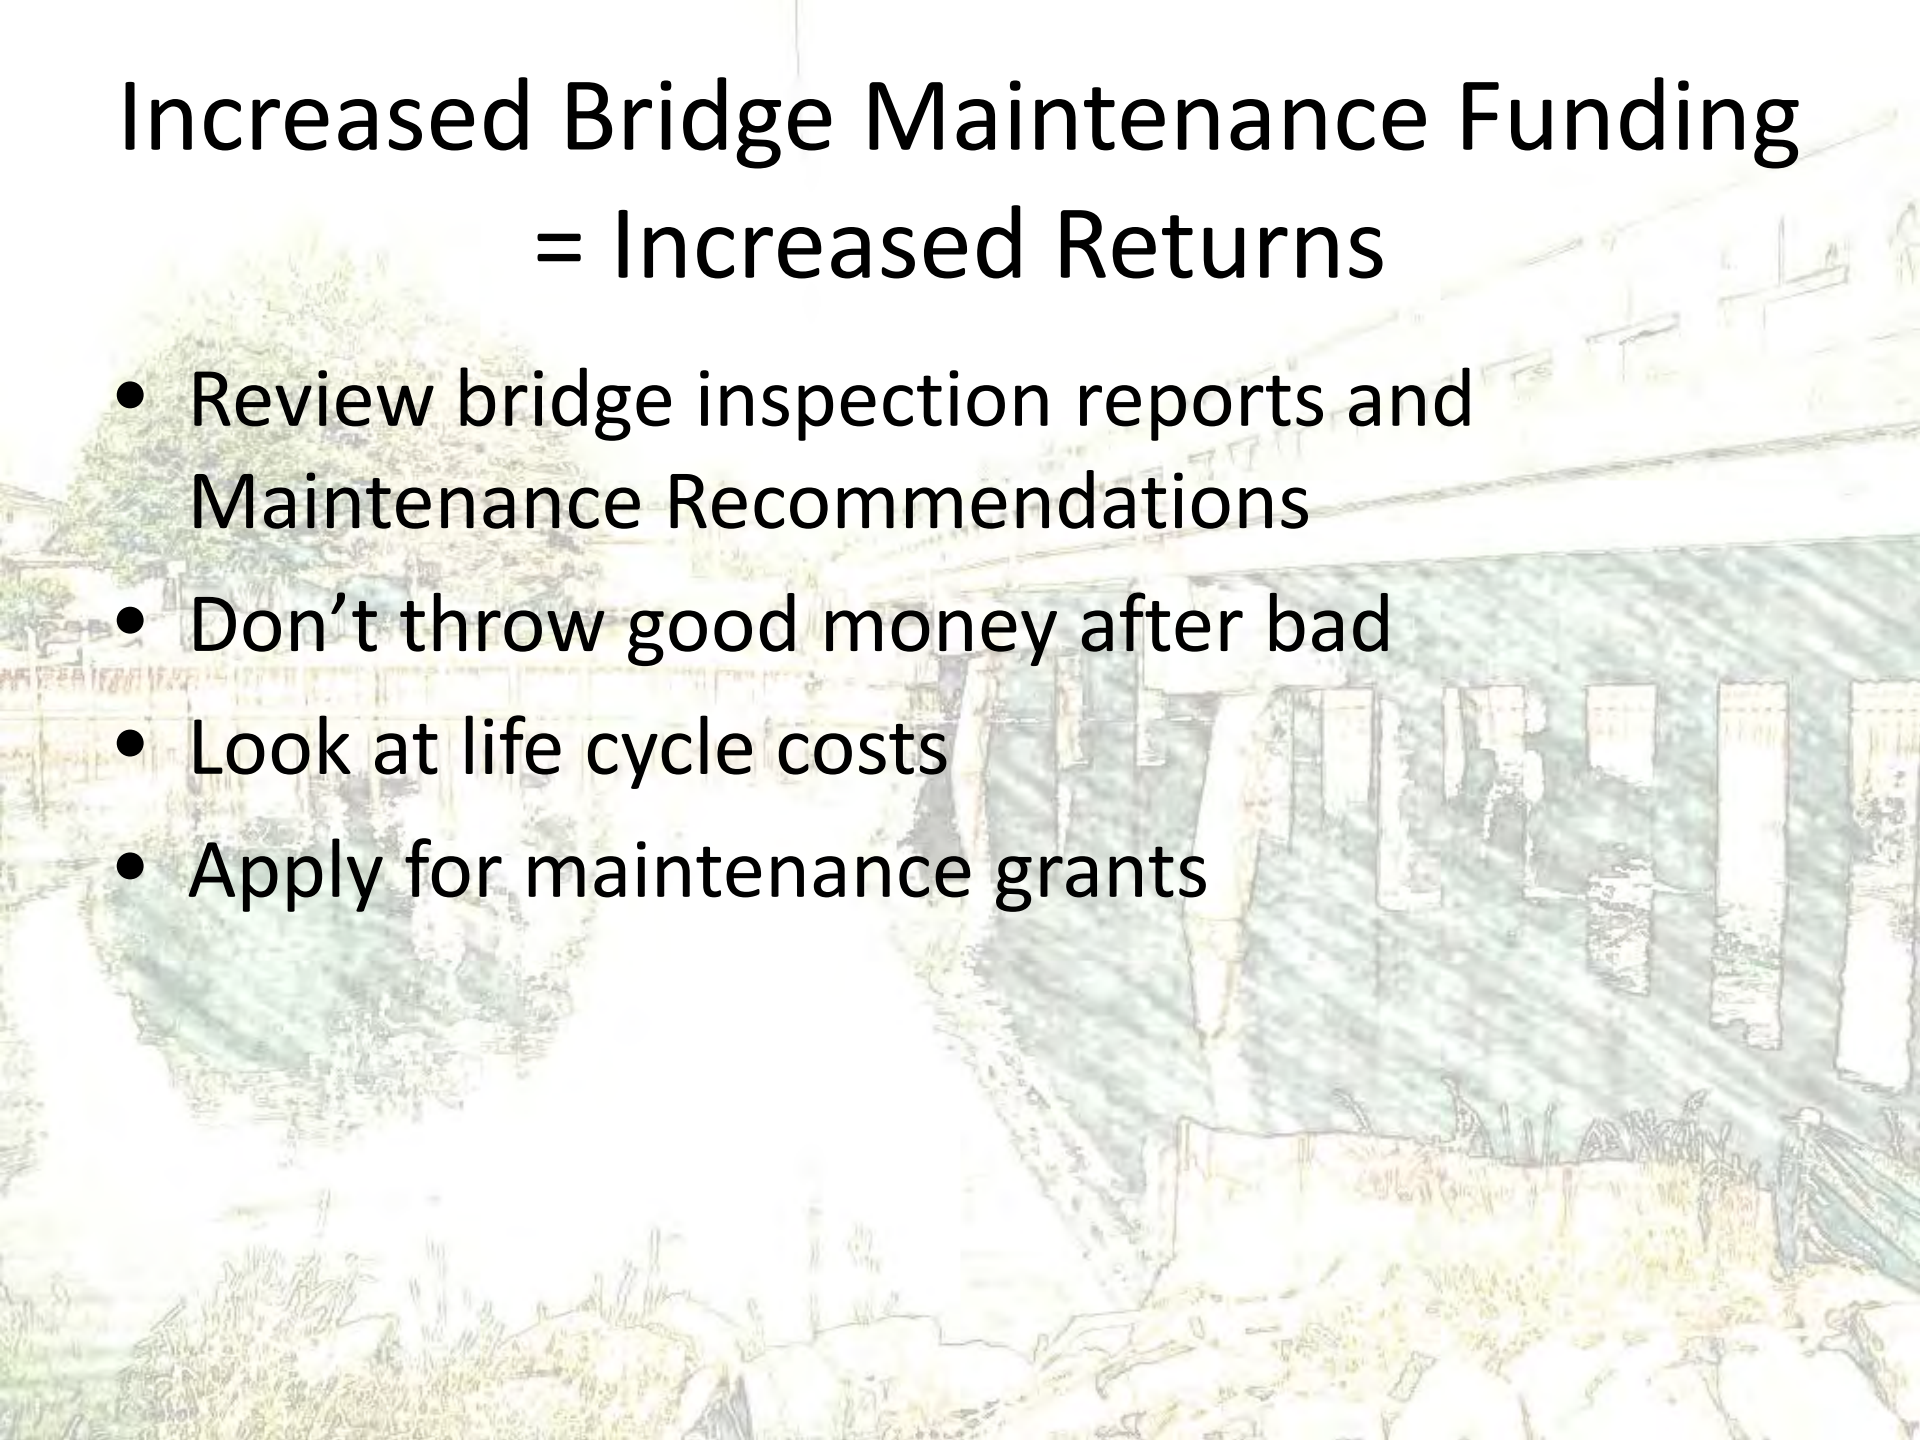 Increased Bridge Maintenance Funding
= Increased Returns
• Review bridge inspection reports and
Maintenance Recommendations
• Don’t throw good money after bad
• Look at life cycle costs
• Apply for maintenance grants